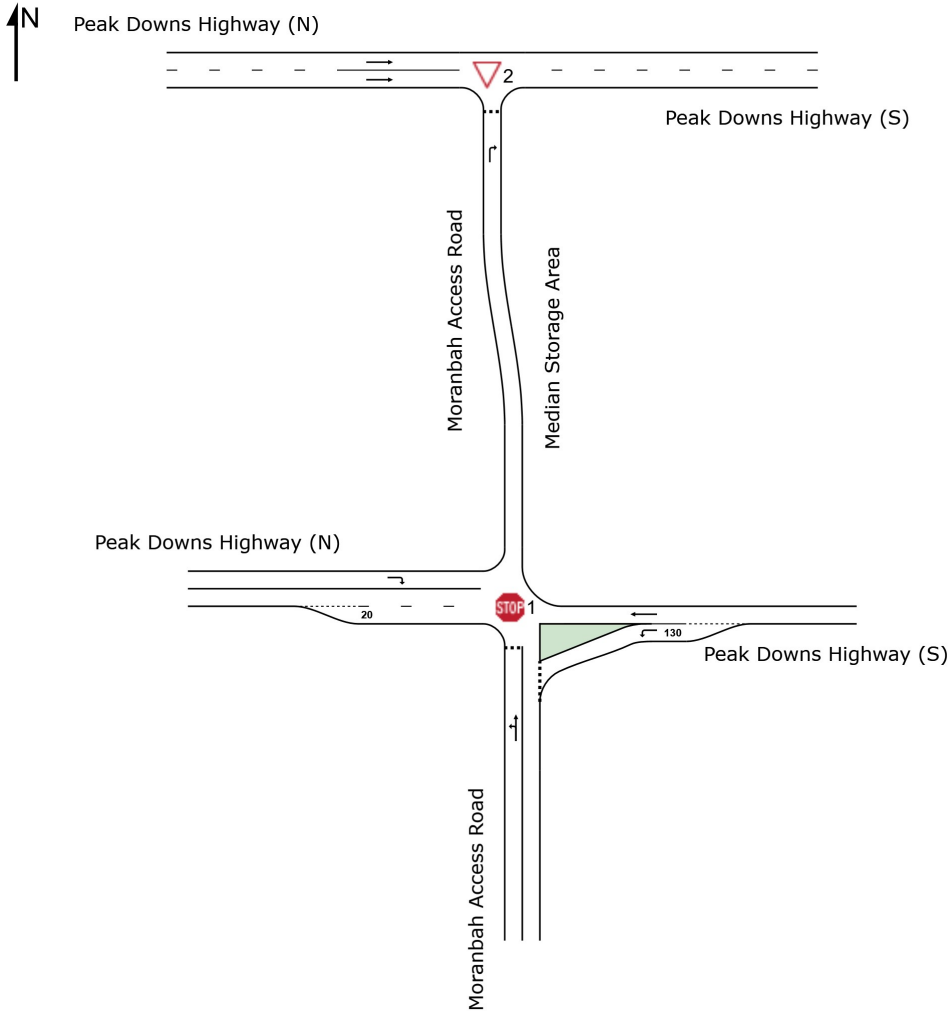 N
Peak Downs Highway (N)
2
Peak Downs Highway (S)
Moranbah Access Road
Median Storage Area
Peak Downs Highway (N)
STOP 1
20
130
Peak Downs Highway (S)
Moranbah Access Road